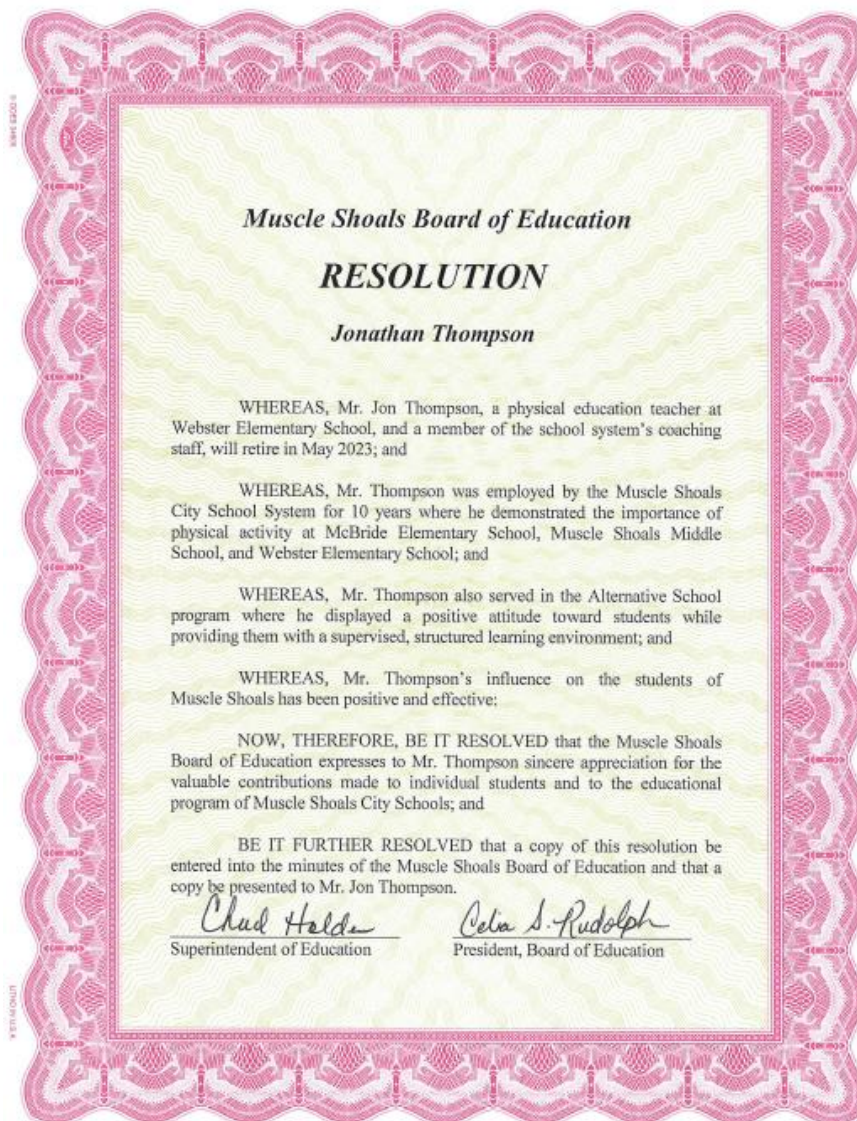 Muscle Shoals Board of Education
RESOLUTION
Jonathan Thompson
WHEREAS, Mr. Jon Thompson, a physical education teacher at
Webster Elementary School, and a member of the school system's coaching
staff, will retire in May 2023; and
WHEREAS, Mr. Thompson was employed by the Muscle Shoals
City School System for 10 years where he demonstrated the importance of
physical activity at McBride Elementary School, Muscle Shoals Middle
School, and Webster Elementary School; and
WHEREAS, Mr. Thompson also served in the Alternative School
program where he displayed a positive attitude toward students while
providing them with a supervised, structured learning environment; and
WHEREAS, Mr. Thompson's influence on the students of
Muscle Shoals has been positive and effective;
NOW, THEREFORE, BE IT RESOLVED that the Muscle Shoals
Board of Education expresses to Mr. Thompson sincere appreciation for the
valuable contributions made to individual students and to the educational
program of Muscle Shoals City Schools; and
BE IT FURTHER RESOLVED that a copy of this resolution be
entered into the minutes of the Muscle Shoals Board of Education and that a
copy be presented to Mr. Jon Thompson.
Chad Holden Celia S. Rudolph
Superintendent of Education President, Board of Education
LITHO IN U.S.A.